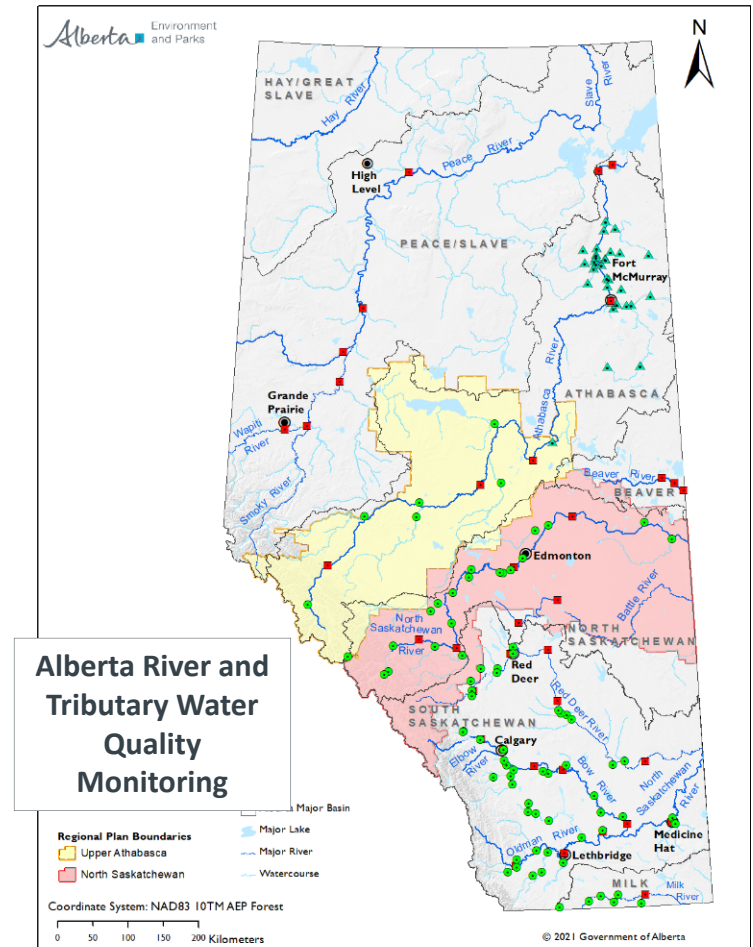 Alberta Environment
and Parks
N
HAY/GREAT
SLAVE
Hay River
Slave
River
Peace River
High
Level
PEACE/SLAVE
Fort
McMurray
Grande
Prairie
Wapiti
River
Smoky River
Athabasca River
ATHABASCA
Beaver River
BEAVER
Edmonton
Battle River
North
Saskatchewan
River
NORTH
SASKATCHEWAN
Red
Deer
Red Deer River
SOUTH
SASKATCHEWAN
Calgary
Elbow
River
Bow River
North
Saskatchewan
River
Oldman River
Medicine
Hat
Lethbridge
MILK
Milk
River
Alberta River and
Tributary Water
Quality
Monitoring
Major Basin
Major Lake
Major River
Watercourse
Regional Plan Boundaries
Upper Athabasca
North Saskatchewan
Coordinate System: NAD83 10TM AEP Forest
0 50 100 150 200 Kilometers
© 2021 Government of Alberta